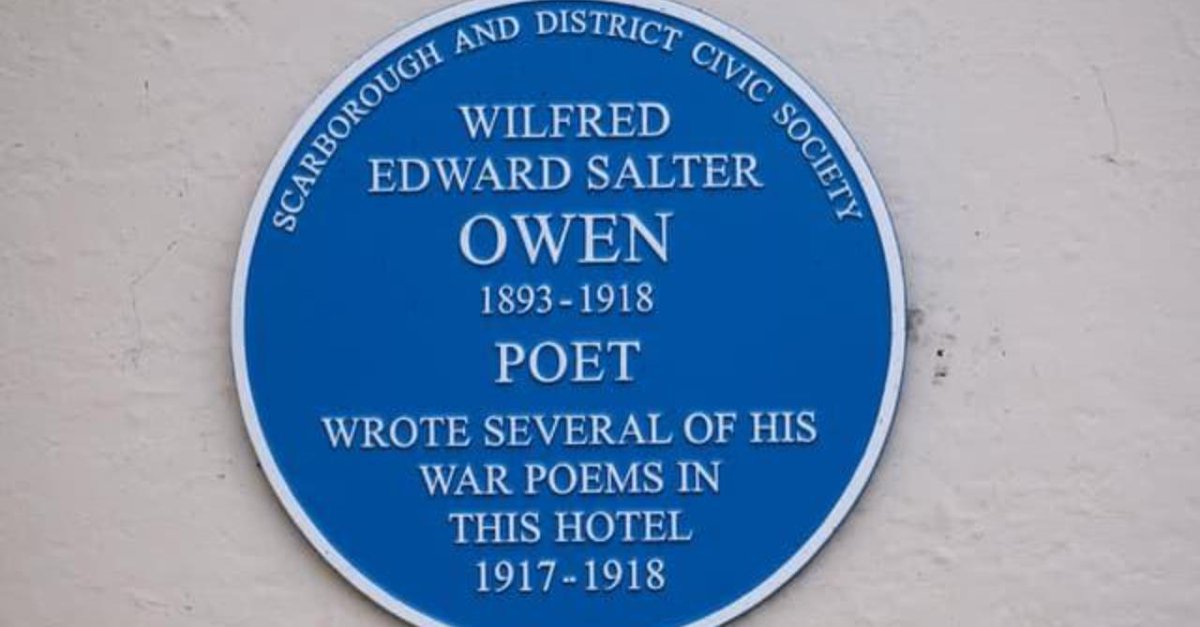 SCARBOROUGH AND DISTRICT CIVIC SOCIETY
WILFRED
EDWARD SALTER
OWEN
1893-1918
POET
WROTE SEVERAL OF HIS
WAR POEMS IN
THIS HOTEL
1917-1918